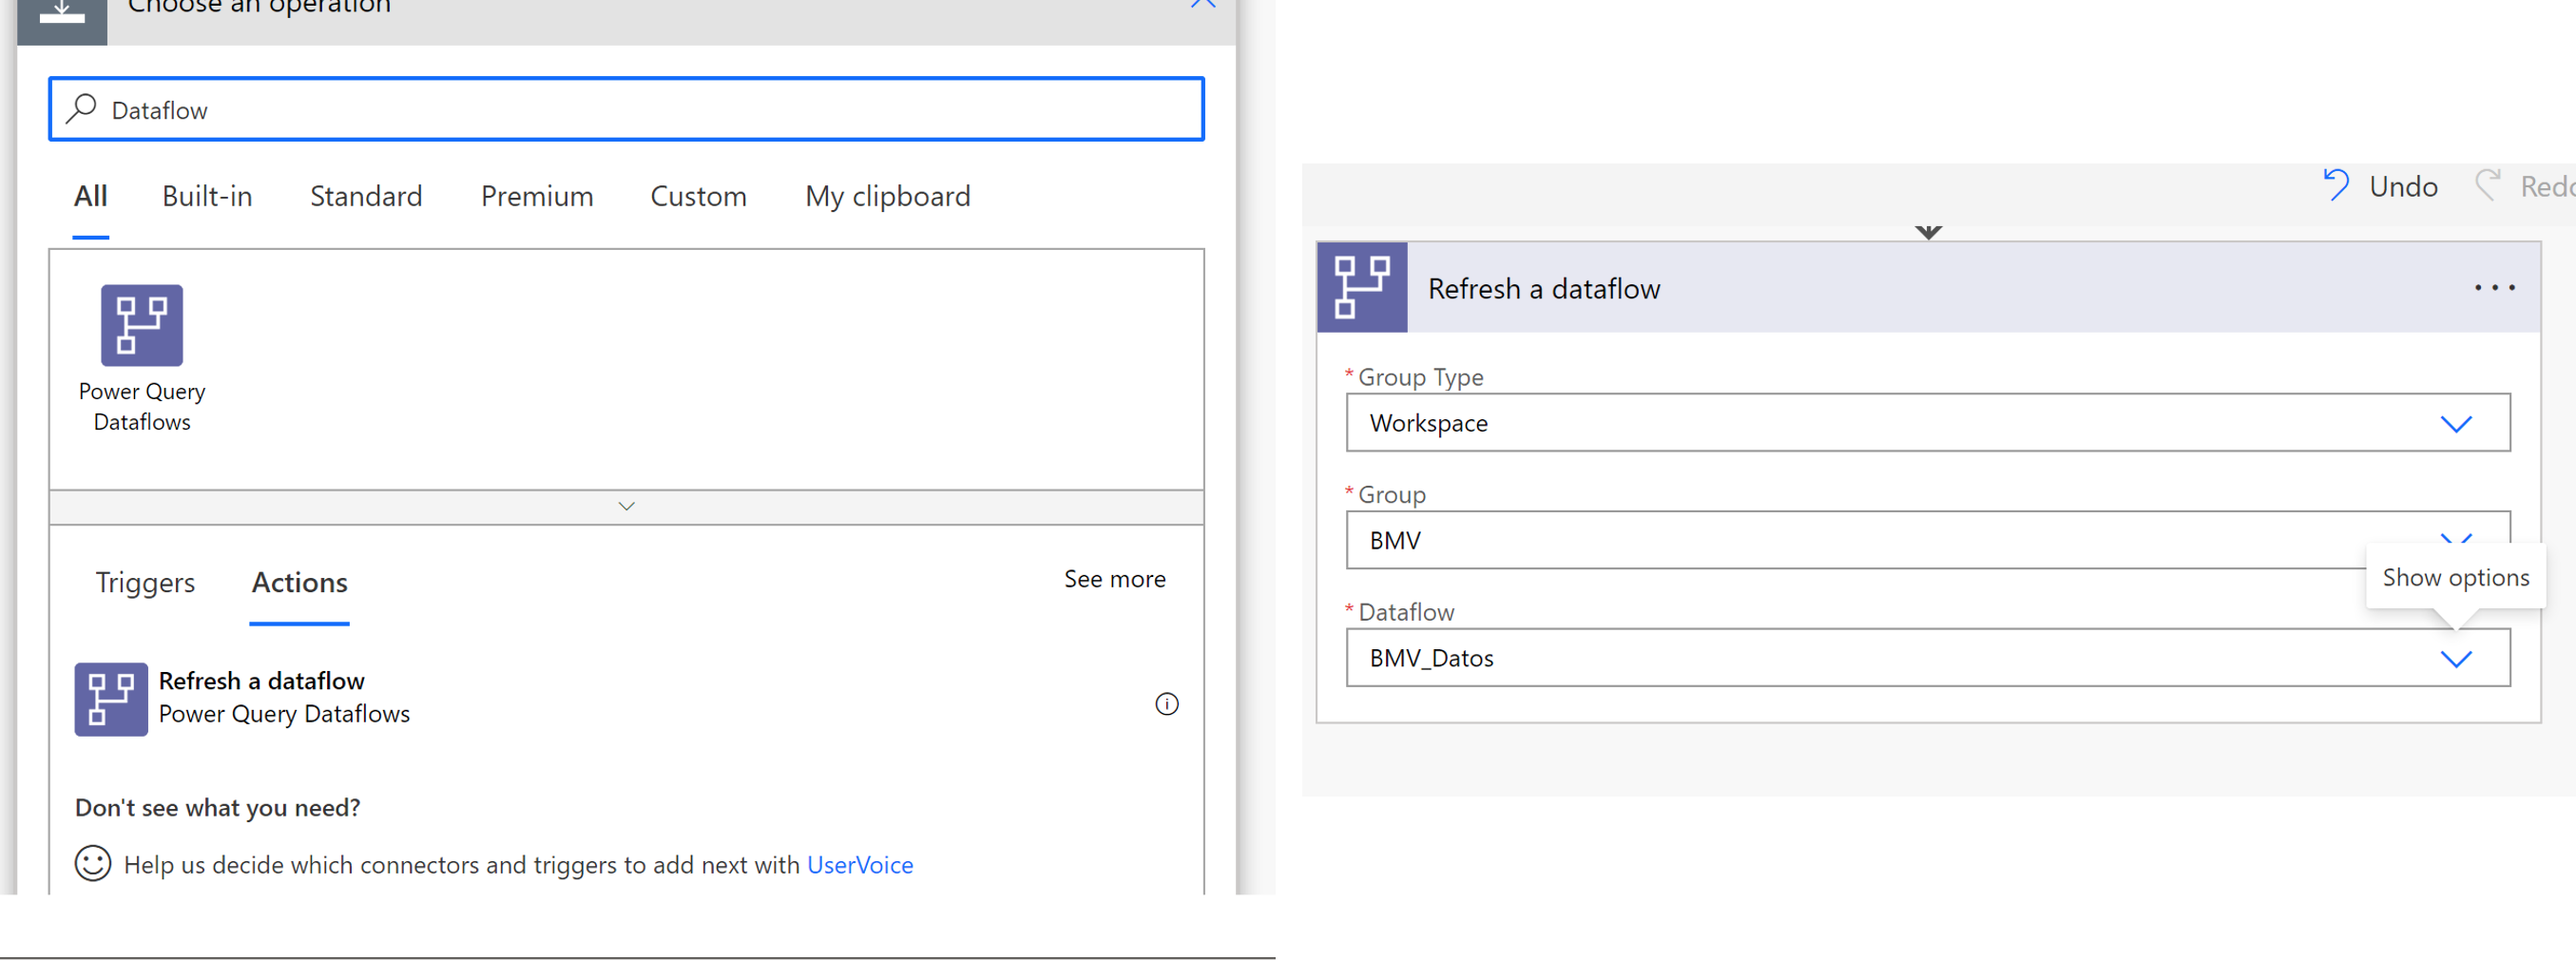 Choose an operation
Dataflow
All Built-in Standard Premium Custom My clipboard
Power Query
Dataflows
Triggers Actions See more
Refresh a dataflow
Power Query Dataflows
Don't see what you need?
Help us decide which connectors and triggers to add next with UserVoice
Undo Redo
Refresh a dataflow
* Group Type
Workspace
* Group
BMV
Show options
* Dataflow
BMV_Datos